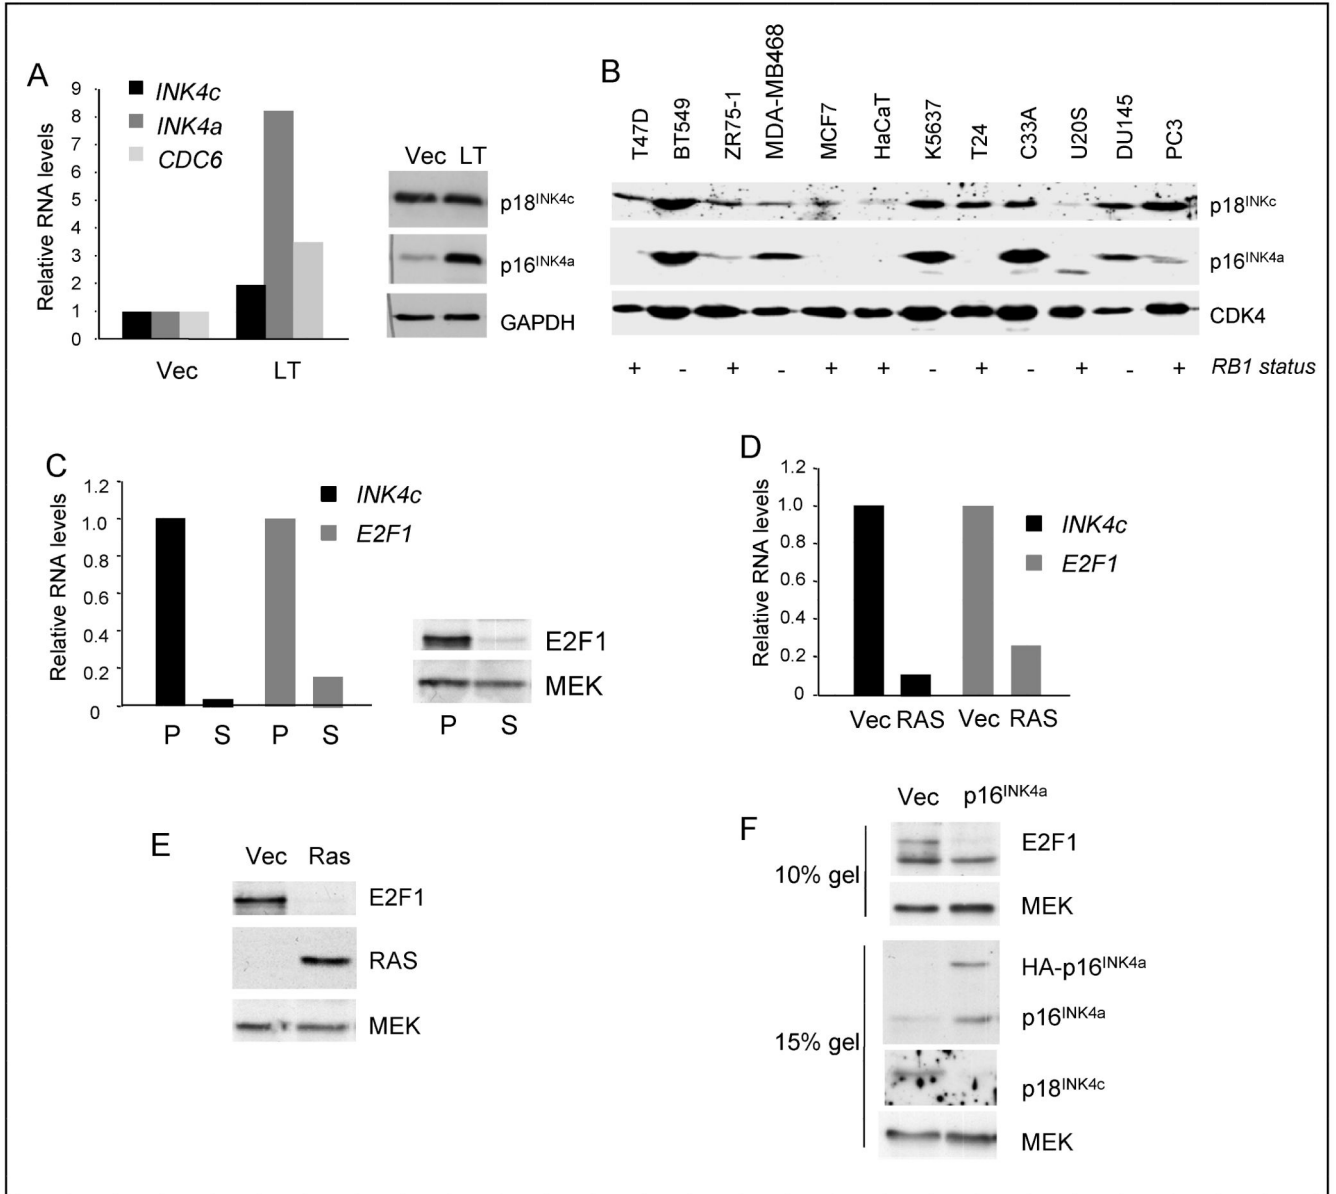 A
9
8
7
6
5
4
3
2
1
0
Relative RNA levels
INK4c
INK4a
CDC6
Vec LT
Vec LT
p18INK4c
p16INK4a
GAPDH
B
T47D BT549 ZR75-1 MDA-MB468 MCF7 HaCaT K5637 T24 C33A U20S DU145 PC3
p18INKc
p16INK4a
CDK4
+ - + - + + - + - + - + RB1 status
C
1.2
1.0
0.8
0.6
0.4
0.2
0
Relative RNA levels
INK4c
E2F1
P S P S
E2F1
MEK
P S
D
1.2
1.0
0.8
0.6
0.4
0.2
0
Relative RNA levels
INK4c
E2F1
Vec RAS Vec RAS
E
Vec Ras
E2F1
RAS
MEK
F
Vec p16INK4a
10% gel
E2F1
MEK
15% gel
HA-p16INK4a
p16INK4a
p18INK4c
MEK